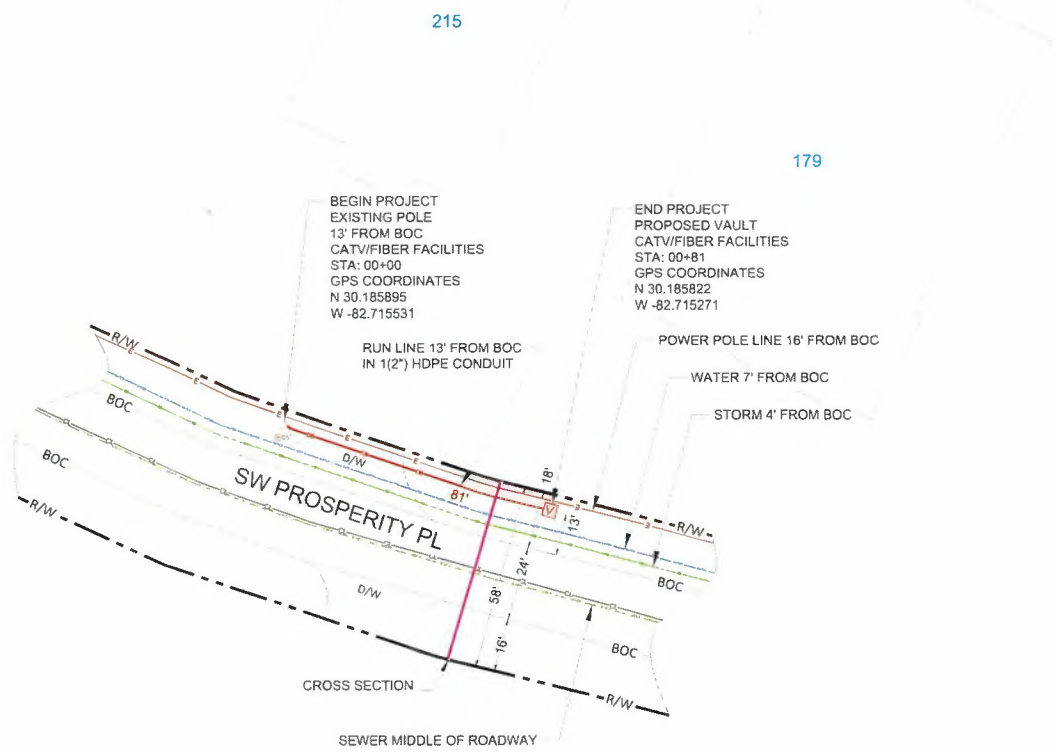 215
179
BEGIN PROJECT
EXISTING POLE
13' FROM BOC
CATV/FIBER FACILITIES
STA: 00+00
GPS COORDINATES
N 30.185895
W -82.715531
END PROJECT
PROPOSED VAULT
CATV/FIBER FACILITIES
STA: 00+81
GPS COORDINATES
N 30.185822
W -82.715271
RUN LINE 13' FROM BOC
IN 1(2") HDPE CONDUIT
POWER POLE LINE 16' FROM BOC
WATER 7' FROM BOC
STORM 4' FROM BOC
R/W
E
E
E
E
E
BOC
D/W
81'
18'
V
13'
R/W
BOC
SW PROSPERITY PL
24'
BOC
R/W
D/W
58'
16'
BOC
R/W
CROSS SECTION
SEWER MIDDLE OF ROADWAY